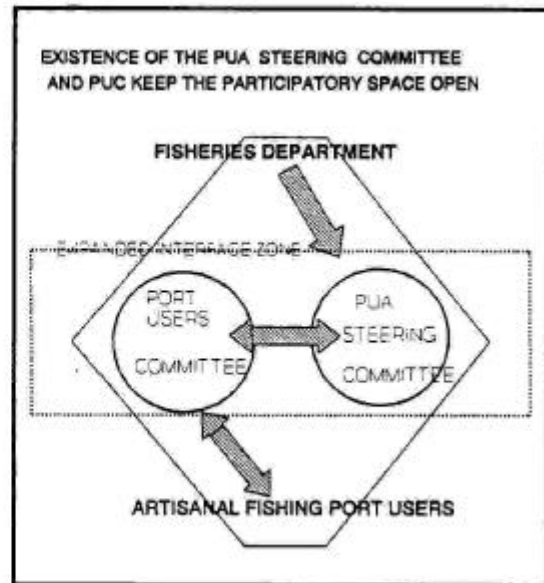 EXISTENCE OF THE PUA STEERING COMMITTEE
AND PUC KEEP THE PARTICIPATORY SPACE OPEN
FISHERIES DEPARTMENT
EXPANDED INTERFACE ZONE
PORT
USERS
COMMITTEE
PUA
STEERING
COMMITTEE
ARTISANAL FISHING PORT USERS